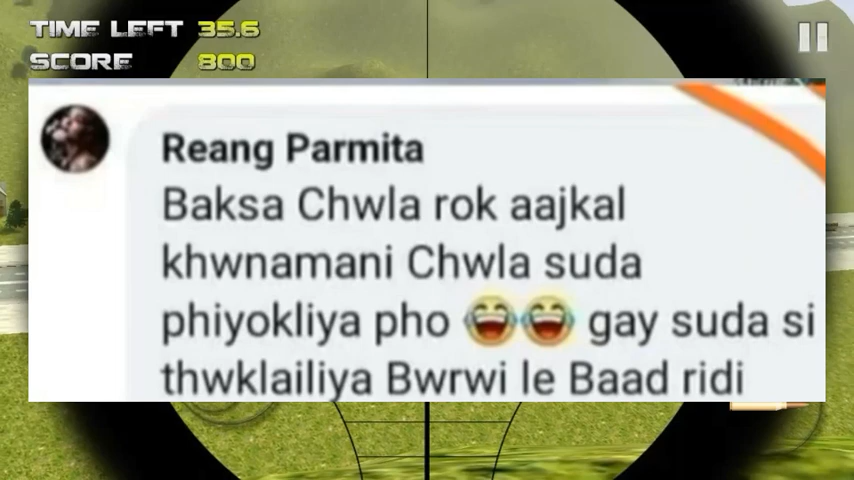 TIME LEFT 35.6
SCORE 800
Reang Parmita
Baksa Chwla rok aajkal
khwnamani Chwla suda
phiyokliya pho 😂😂 gay suda si
thwklailiya Bwrwi le Baad ridi